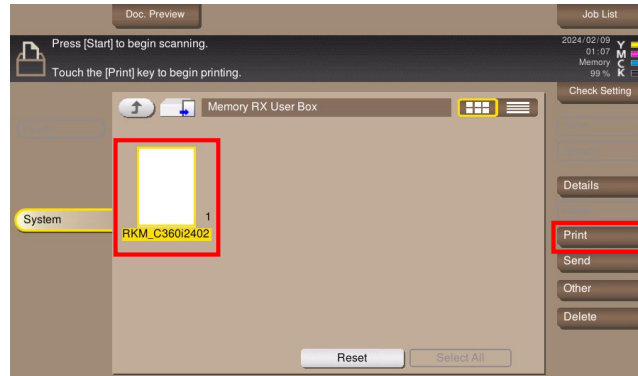 Doc. Preview
Job List
Press [Start] to begin scanning.
Touch the [Print] key to begin printing.
2024/02/09
01:07
Memory
99 %
Y
M
C
K
Check Setting
Memory RX User Box
System
1
RKM_C360i2402
Details
Print
Send
Other
Delete
Reset
Select All